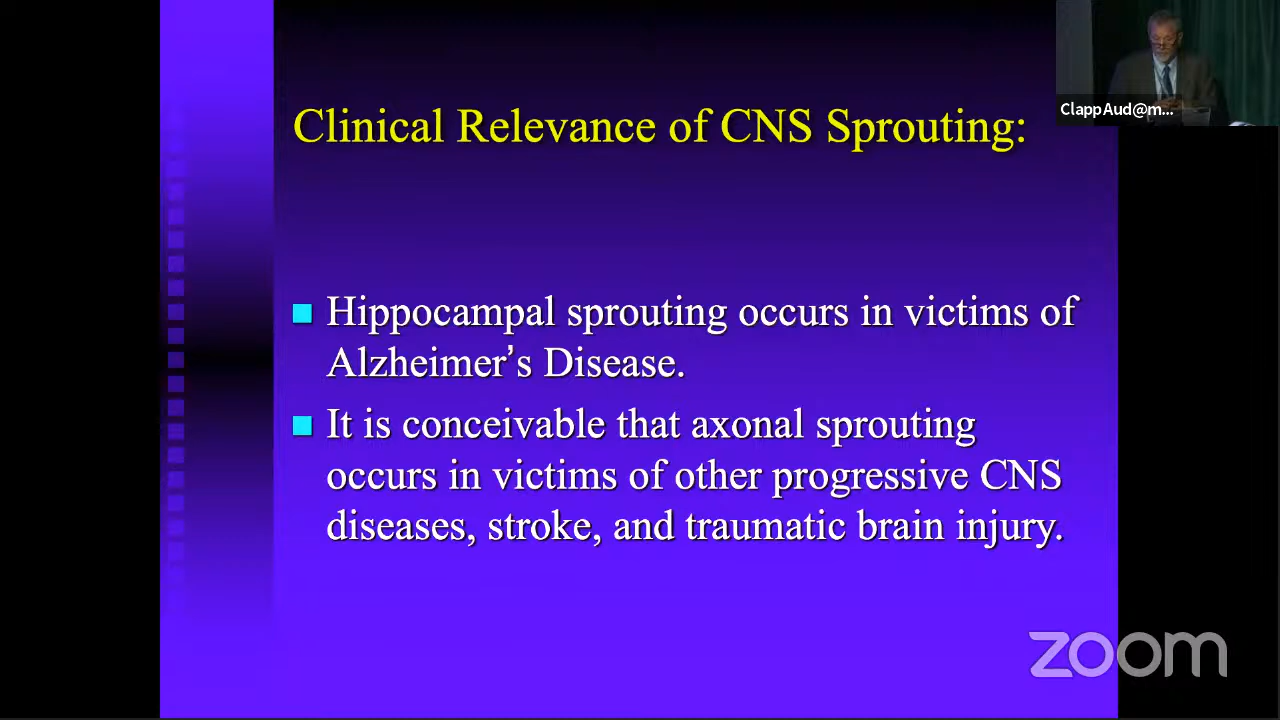 Clinical Relevance of CNS Sprouting:
ClappAud@m...
Hippocampal sprouting occurs in victims of
Alzheimer’s Disease.
It is conceivable that axonal sprouting
occurs in victims of other progressive CNS
diseases, stroke, and traumatic brain injury.
zoom